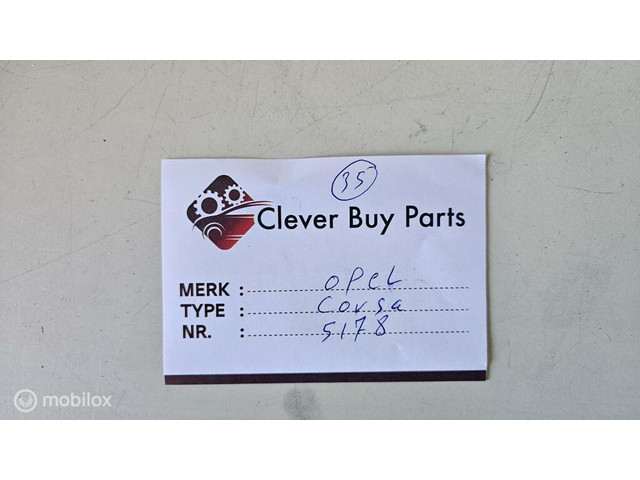 35
Clever Buy Parts
MERK : OPEL
TYPE : Corsa
NR. : 5178
mobilox